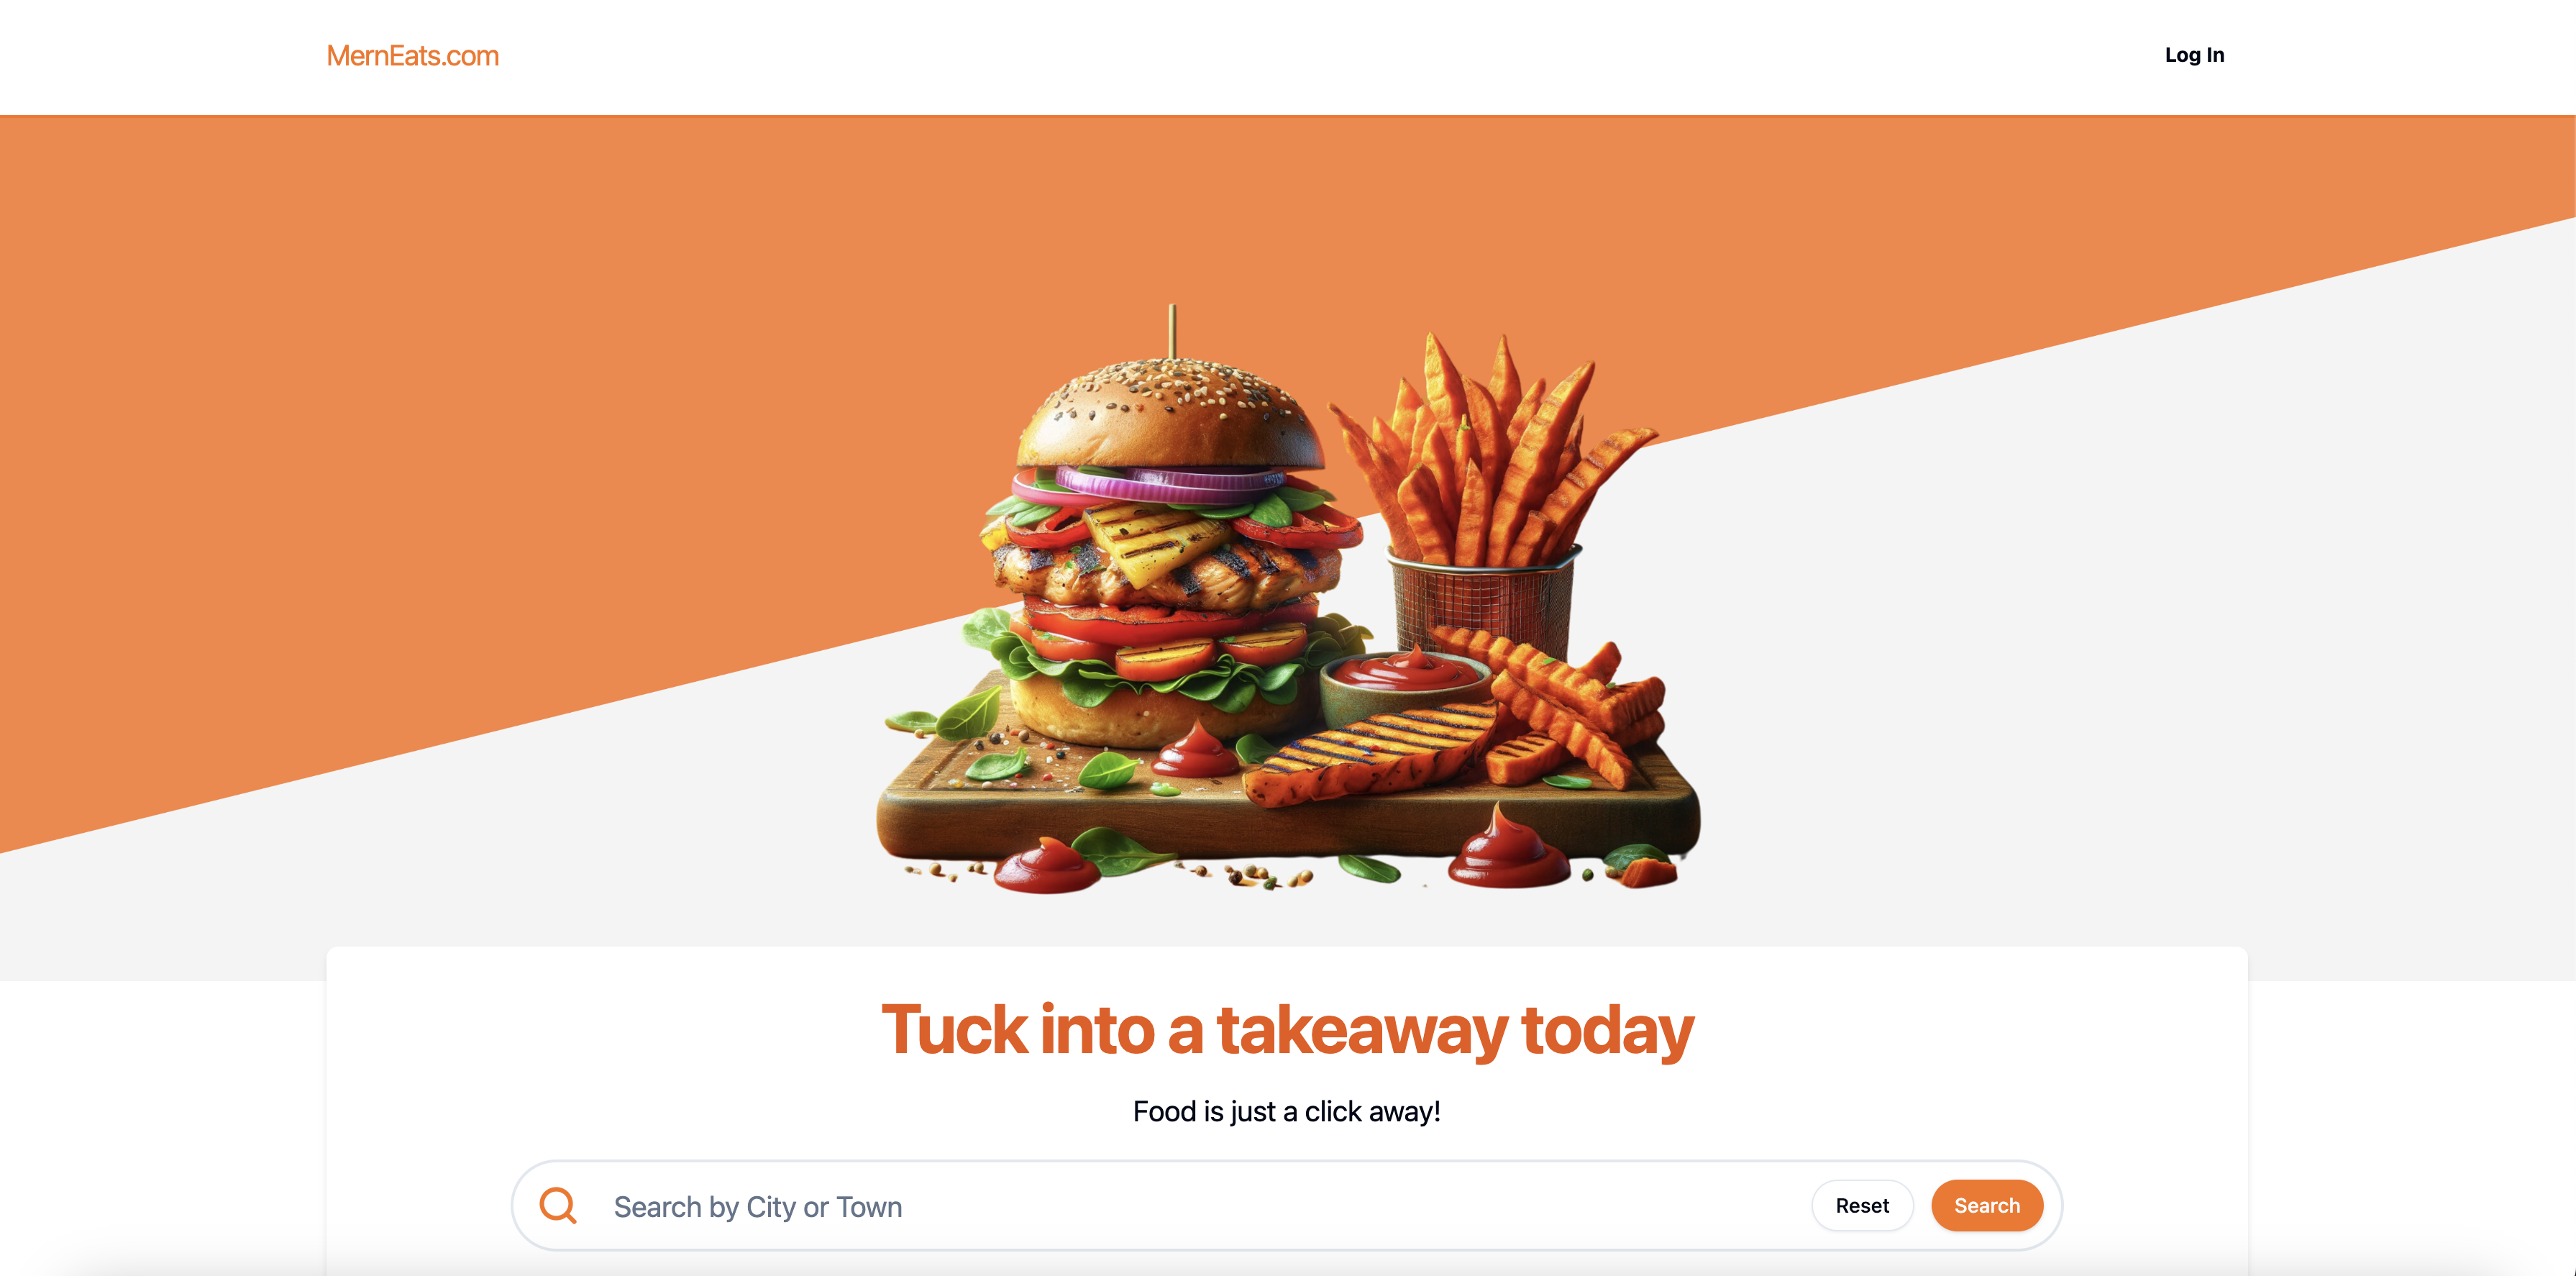 MernEats.com
Log In
Tuck into a takeaway today
Food is just a click away!
Search by City or Town
Reset
Search